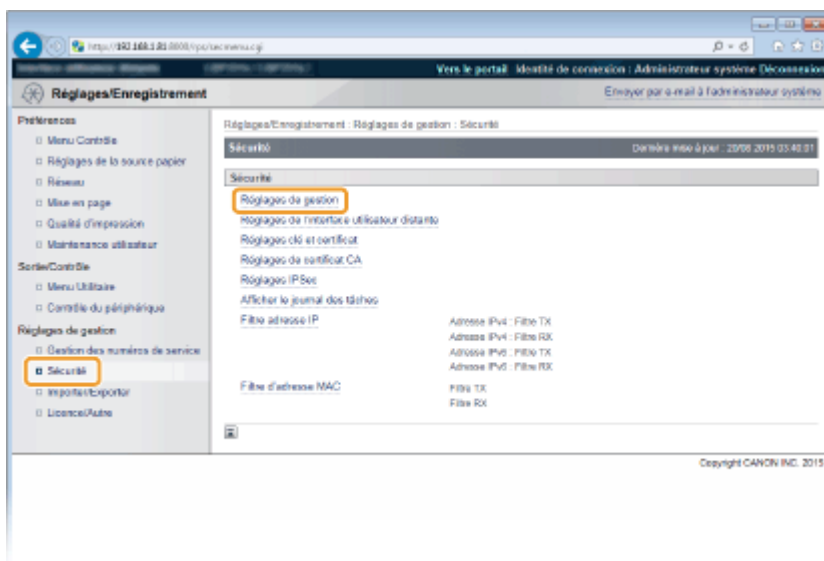 http://192.168.1.81:8000/rps/secmenu.cgi
Vers le portail Identité de connexion : Administrateur système Déconnexion
Réglages/Enregistrement
Envoyer par e-mail à l'administrateur système
Préférences
Menu Contrôle
Réglages de la source papier
Réseau
Mise en page
Qualité d'impression
Maintenance utilisateur
Sortie/Contrôle
Menu Utilitaire
Contrôle du périphérique
Réglages de gestion
Gestion des numéros de service
Sécurité
Importer/Exporter
Licence/Autre
Réglages/Enregistrement : Réglages de gestion : Sécurité
Sécurité
Dernière mise à jour : 20/08 2015 03:40:01
Sécurité
Réglages de gestion
Réglages de l'interface utilisateur distante
Réglages clé et certificat
Réglages de certificat CA
Réglages IPSec
Afficher le journal des tâches
Filtre adresse IP
Adresse IPv4 : Filtre TX
Adresse IPv4 : Filtre RX
Adresse IPv6 : Filtre TX
Adresse IPv6 : Filtre RX
Filtre d'adresse MAC
Filtre TX
Filtre RX
Copyright CANON INC. 2015